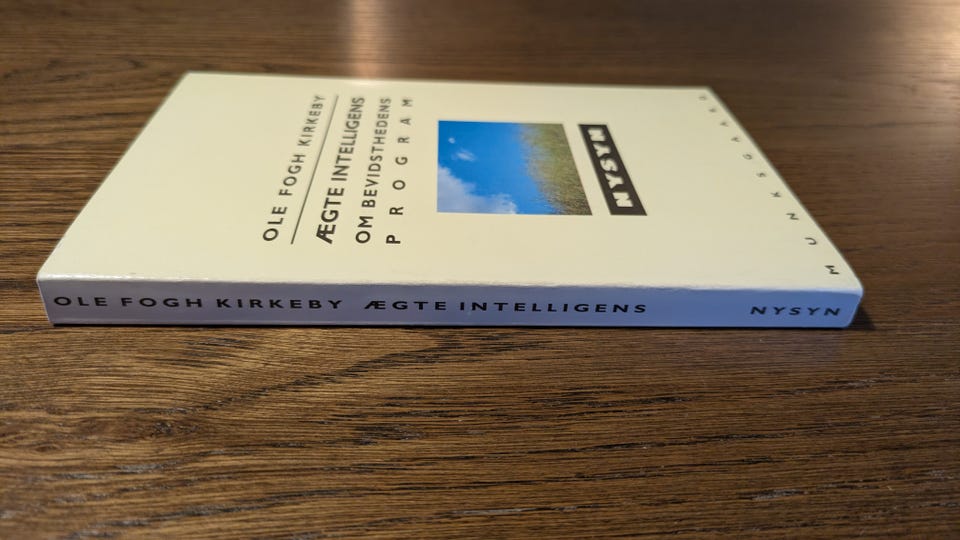 OLE FOGH KIRKEBY
ÆGTE INTELLIGENS
OM BEVIDSTHEDENS
PROGRAM
NYSYN
MUNKSGAARD
OLE FOGH KIRKEBY ÆGTE INTELLIGENS NYSYN